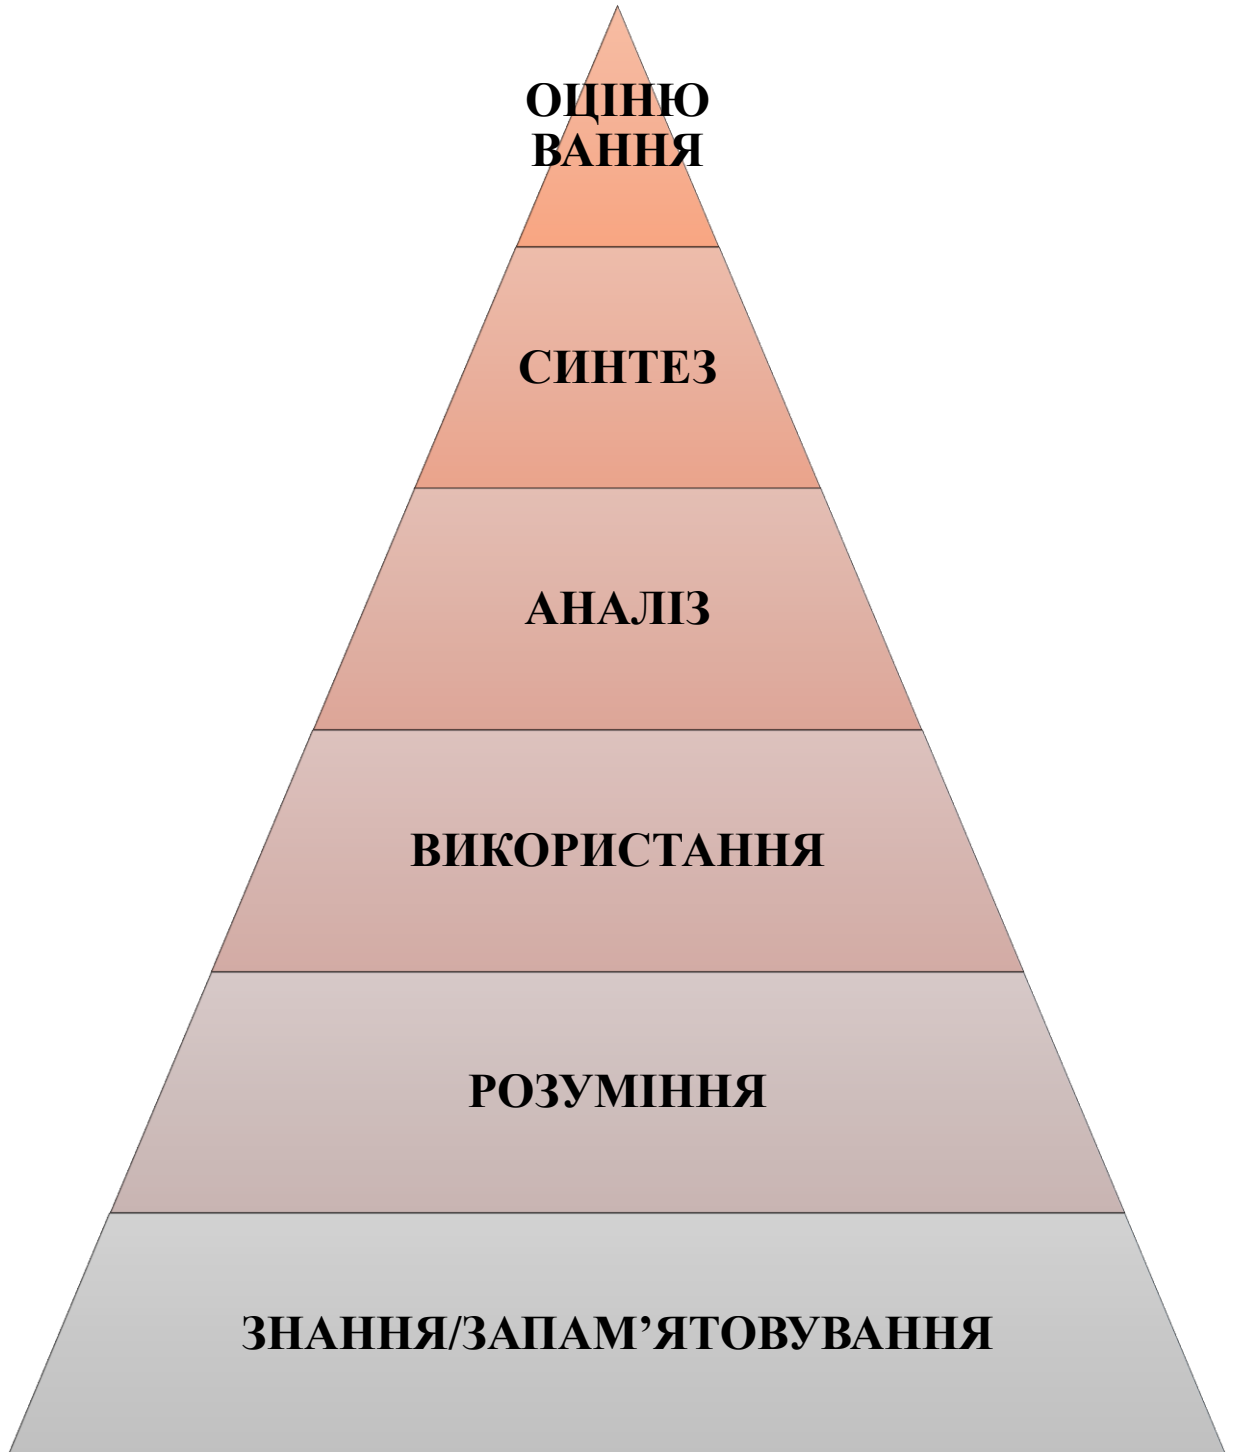 ОЦІНЮ
ВАННЯ
СИНТЕЗ
АНАЛІЗ
ВИКОРИСТАННЯ
РОЗУМІННЯ
ЗНАННЯ/ЗАПАМ’ЯТОВУВАННЯ